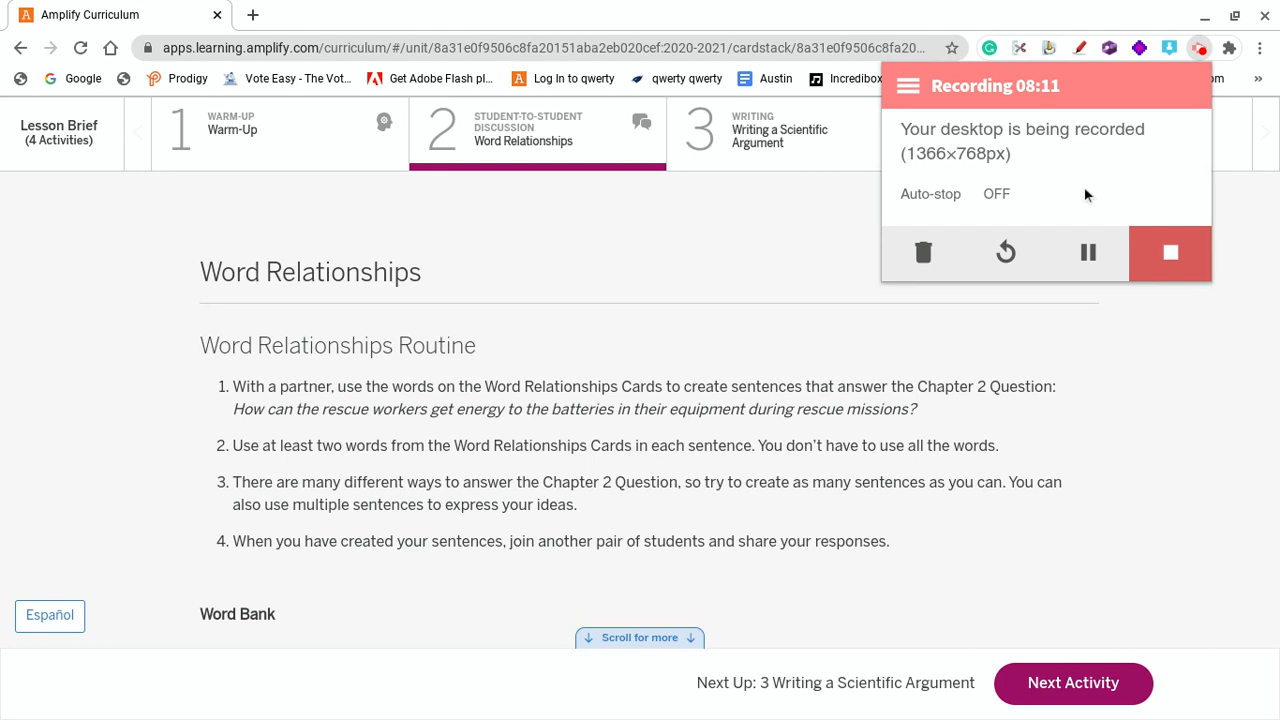 Amplify Curriculum
apps.learning.amplify.com/curriculum/#/unit/8a31e0f9506c8fa20151aba2eb020cef:2020-2021/cardstack/8a31e0f9506c8fa20...
Google
Prodigy
Vote Easy - The Vot...
Get Adobe Flash pl...
Log In to qwerty
qwerty qwerty
Austin
Incredibox
om
»
Recording 08:11
Your desktop is being recorded
(1366×768px)
Auto-stop OFF
Lesson Brief
(4 Activities)
1
WARM-UP
Warm-Up
2
STUDENT-TO-STUDENT
DISCUSSION
Word Relationships
3
WRITING
Writing a Scientific
Argument
Word Relationships
Word Relationships Routine
1. With a partner, use the words on the Word Relationships Cards to create sentences that answer the Chapter 2 Question:
How can the rescue workers get energy to the batteries in their equipment during rescue missions?
2. Use at least two words from the Word Relationships Cards in each sentence. You don't have to use all the words.
3. There are many different ways to answer the Chapter 2 Question, so try to create as many sentences as you can. You can
also use multiple sentences to express your ideas.
4. When you have created your sentences, join another pair of students and share your responses.
Español
Word Bank
Scroll for more
Next Up: 3 Writing a Scientific Argument
Next Activity